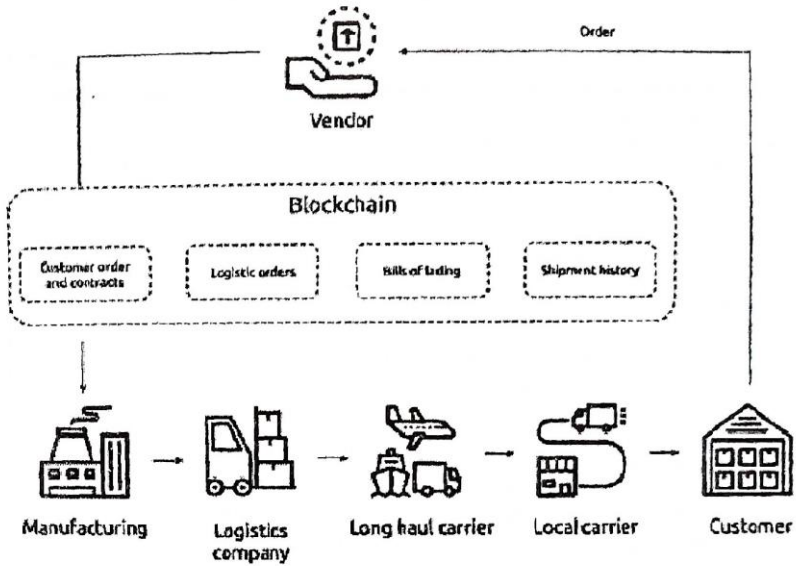 Order
Vendor
Blockchain
Customer order
and contracts
Logistic orders
Bills of lading
Shipment history
Manufacturing
Logistics
company
Long haul carrier
Local carrier
Customer